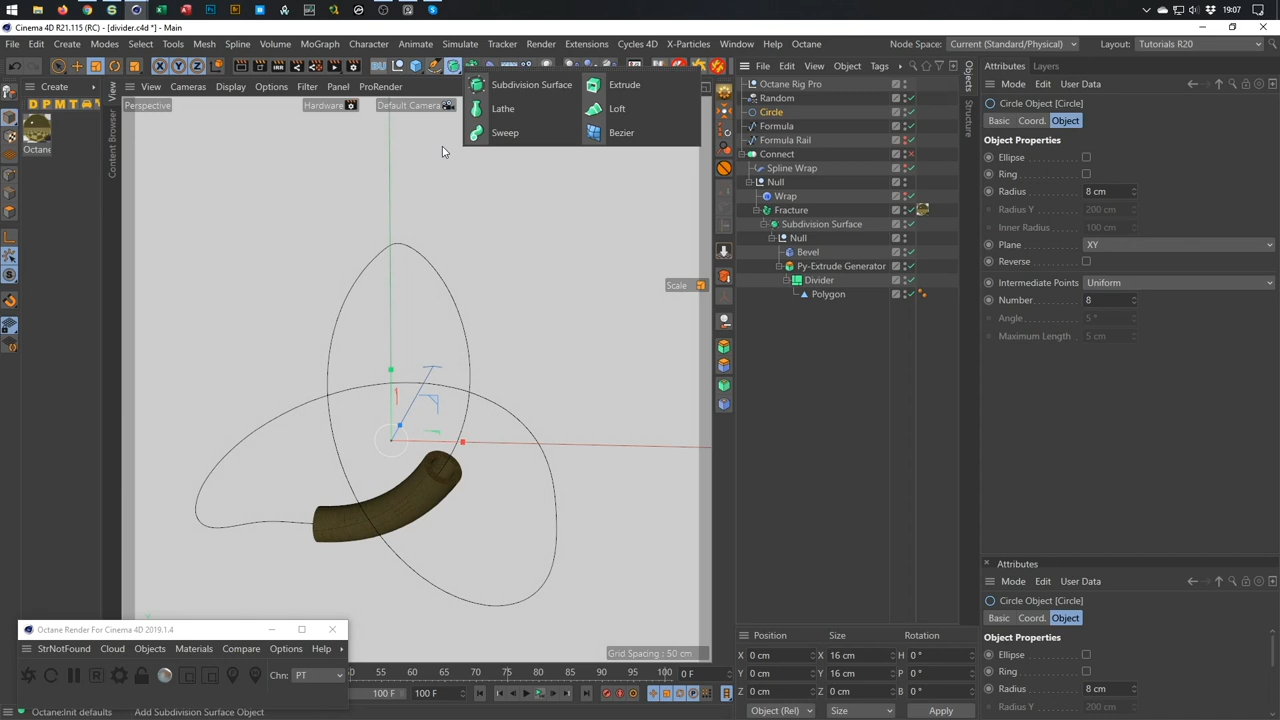 19:07
Cinema 4D R21.115 (RC) - [divider.c4d *] - Bezier
File Edit Create Modes Select Tools Mesh Spline Volume MoGraph Character Animate Simulate Tracker Render Extensions Cycles 4D X-Particles Window Help Octane Node Space: Current (Standard/Physical) Layout: Tutorials R20
File Edit View Object Tags
Attributes Layers
Create View Cameras Display Options Filter Panel ProRender
Mode Edit User Data
D P M T
Perspective Hardware Default Camera
Subdivision Surface Extrude
Lathe Loft
Sweep Bezier
View
Content Browser
Octane
Octane Rig Pro
Random
Circle
Formula
Formula Rail
Connect
Spline Wrap
Null
Wrap
Fracture
Subdivision Surface
Null
Bevel
Py-Extrude Generator
Divider
Polygon
Objects
Structure
Circle Object [Circle]
Basic Coord. Object
Object Properties
Ellipse
Ring
Radius 8 cm
Radius Y 200 cm
Inner Radius 100 cm
Plane XY
Reverse
Intermediate Points Uniform
Number 8
Angle 5 °
Maximum Length 5 cm
Scale
Attributes
Mode Edit User Data
Circle Object [Circle]
Basic Coord. Object
Object Properties
Ellipse
Ring
Radius 8 cm
Radius Y 200 cm
Grid Spacing : 50 cm
Octane Render For Cinema 4D 2019.1.4
StrNotFound Cloud Objects Materials Compare Options Help
Chn: PT
50 55 60 65 70 75 80 85 90 95 100 0 F
100 F 100 F
Position Size Rotation
X 0 cm X 16 cm H 0 °
Y 0 cm Y 16 cm P 0 °
Z 0 cm Z 0 cm B 0 °
Object (Rel) Size Apply
Octane:Init defaults Add Subdivision Surface Object